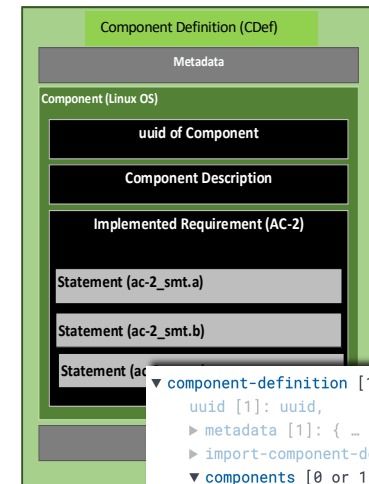 Component Definition (CDef)
Metadata
Component (Linux OS)
uuid of Component
Component Description
Implemented Requirement (AC-2)
Statement (ac-2_smt.a)
Statement (ac-2_smt.b)
Statement (ac
▼ component-definition [1
uuid [1]: uuid,
▶ metadata [1]: { …
▶ import-component-d
▼ components [0 or 1